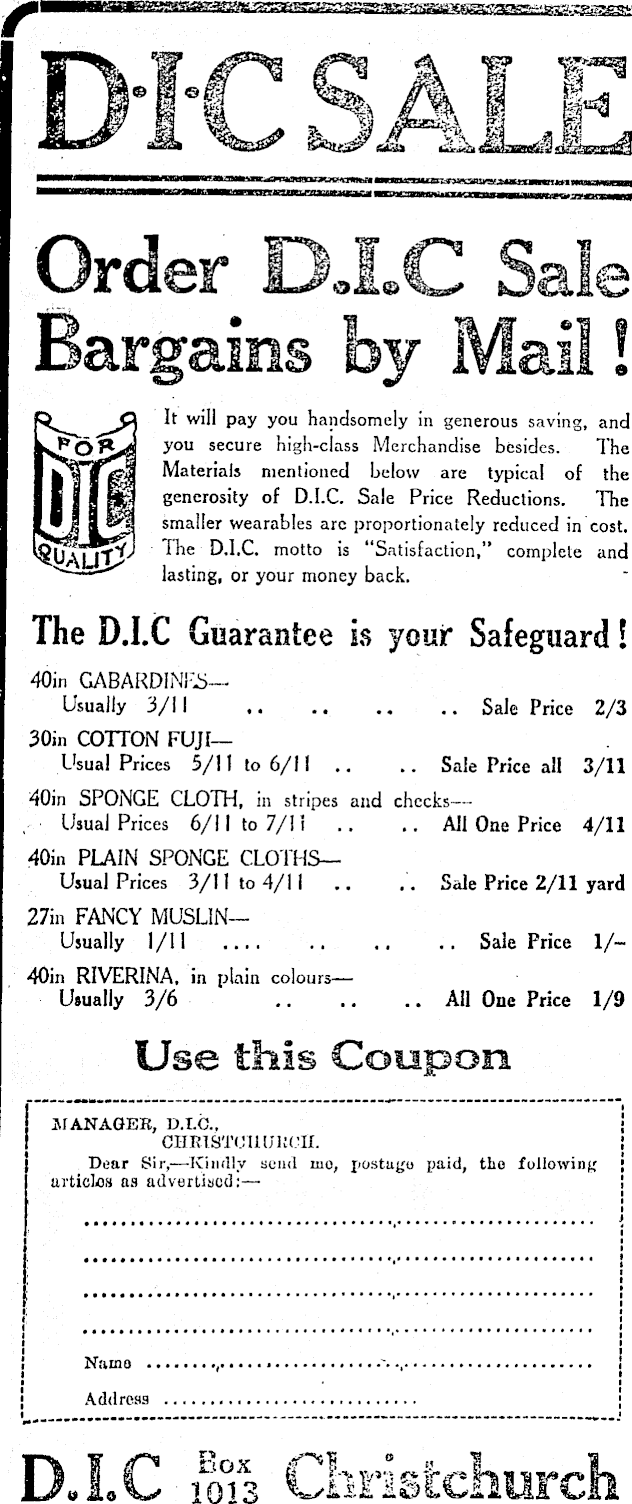 D·I·C SALE
Order D.I.C Sale
Bargains by Mail!
FOR
DIC
QUALITY
It will pay you handsomely in generous saving, and
you secure high-class Merchandise besides. The
Materials mentioned below are typical of the
generosity of D.I.C. Sale Price Reductions. The
smaller wearables are proportionately reduced in cost.
The D.I.C. motto is "Satisfaction," complete and
lasting, or your money back.
The D.I.C Guarantee is your Safeguard!
40in GABARDINES—
Usually 3/11 .. .. .. .. Sale Price 2/3
30in COTTON FUJI—
Usual Prices 5/11 to 6/11 .. .. Sale Price all 3/11
40in SPONGE CLOTH, in stripes and checks—
Usual Prices 6/11 to 7/11 .. .. All One Price 4/11
40in PLAIN SPONGE CLOTHS—
Usual Prices 3/11 to 4/11 .. .. Sale Price 2/11 yard
27in FANCY MUSLIN—
Usually 1/11 .... .. .. .. Sale Price 1/-
40in RIVERINA, in plain colours—
Usually 3/6 .. .. .. All One Price 1/9
Use this Coupon
MANAGER, D.I.C.,
CHRISTCHURCH.
Dear Sir,—Kindly send me, postage paid, the following
articles as advertised:—
Name ..........
Address ..........
D.I.C Box 1013 Christchurch